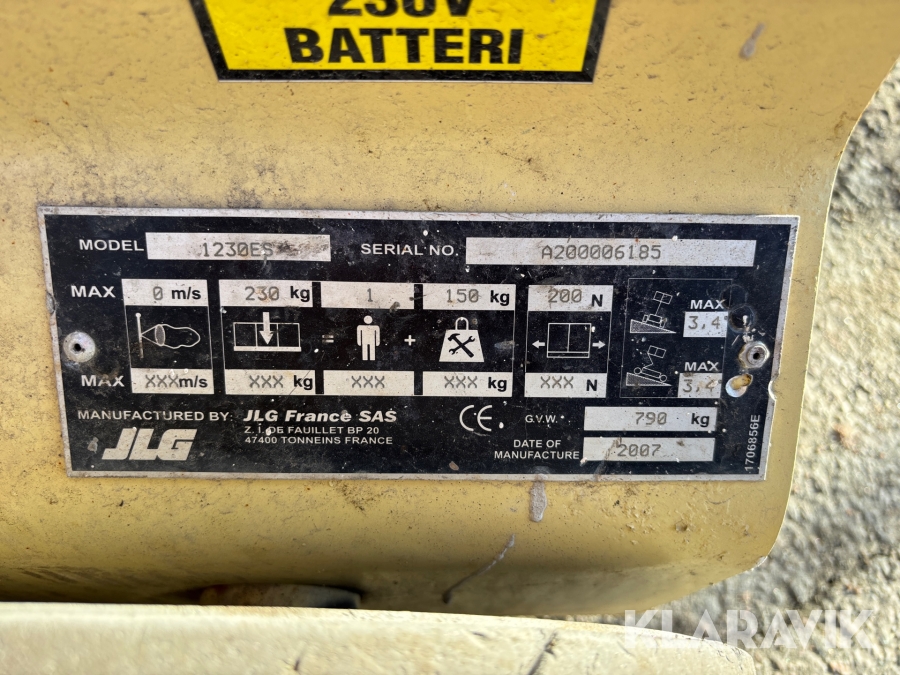 230V
BATTERI
MODEL 1230ES SERIAL NO. A200006185
MAX 0 m/s 230 kg 1 150 kg 200 N MAX 3,4
= +
MAX XXX m/s XXX kg XXX XXX kg XXX N MAX 3,4
MANUFACTURED BY: JLG France SAS CE G.V.W. 790 kg
Z. I. DE FAUILLET BP 20
47400 TONNEINS FRANCE
JLG DATE OF MANUFACTURE 2007
1706856E
KLARAVIK